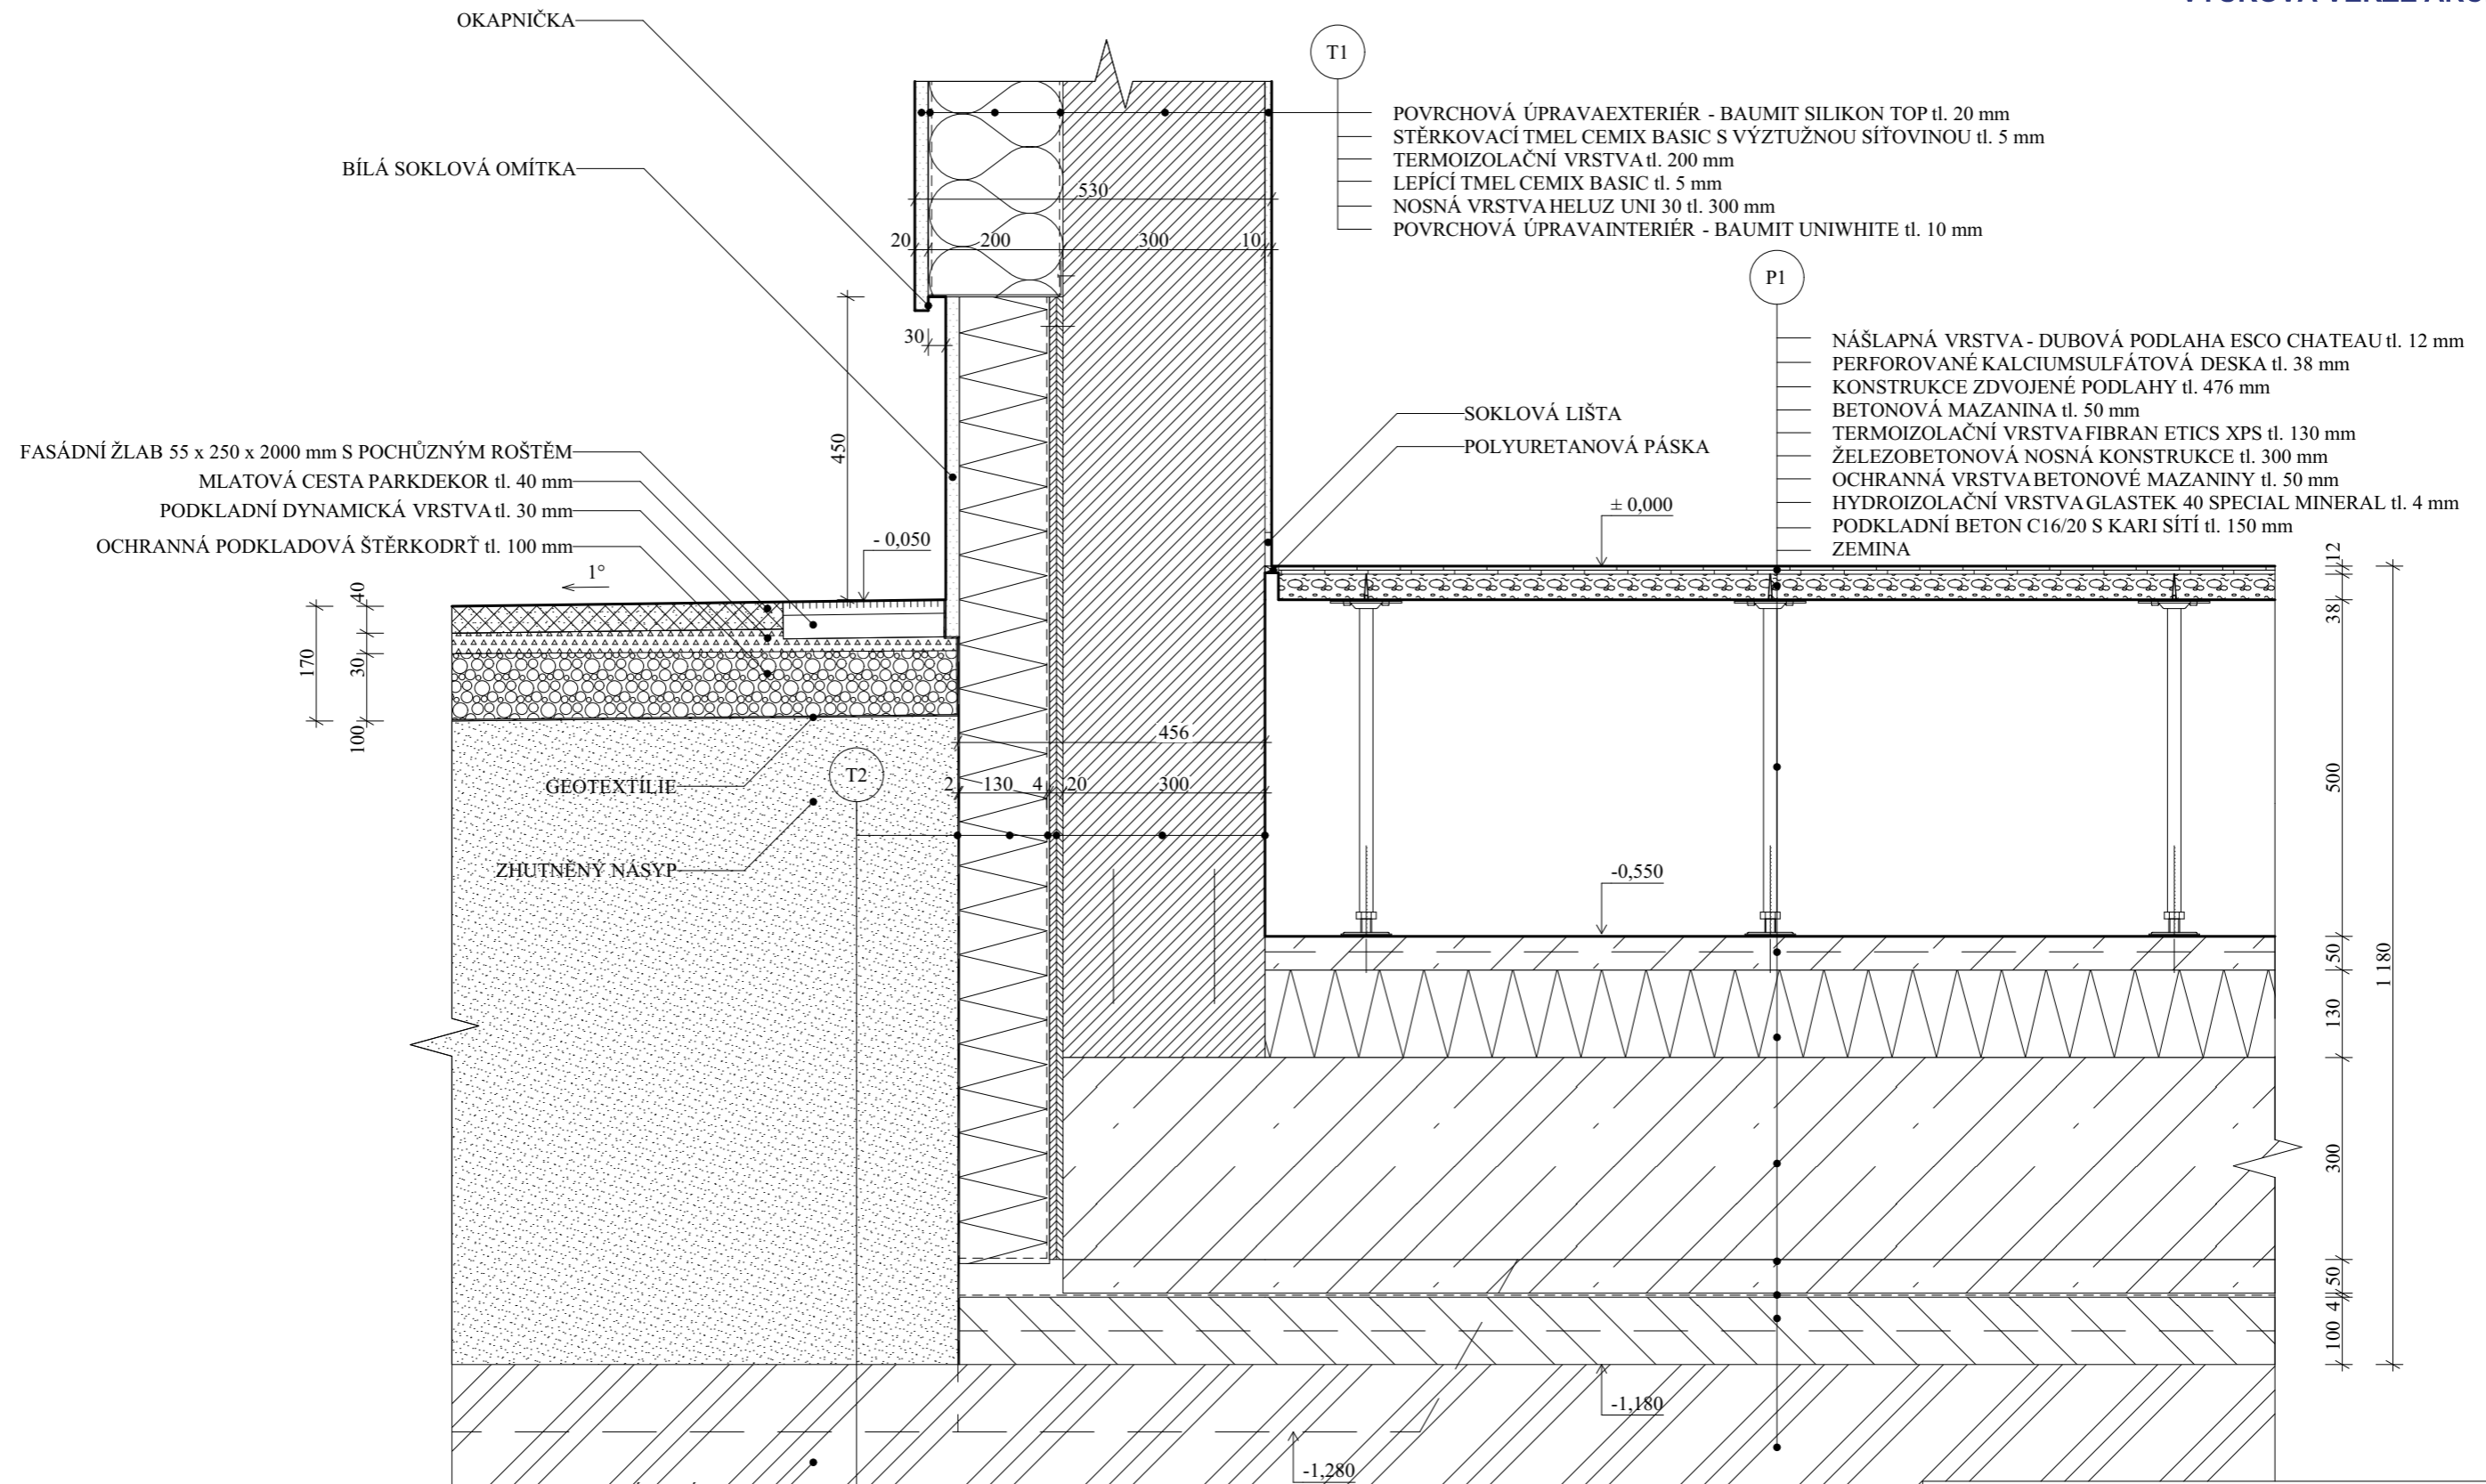 OKAPNIČKA
BÍLÁ SOKLOVÁ OMÍTKA
T1
POVRCHOVÁ ÚPRAVAEXTERIÉR - BAUMIT SILIKON TOP tl. 20 mm
STĚRKOVACÍ TMEL CEMIX BASIC S VÝZTUŽNOU SÍŤOVINOU tl. 5 mm
TERMOIZOLAČNÍ VRSTVA tl. 200 mm
LEPÍCÍ TMEL CEMIX BASIC tl. 5 mm
NOSNÁ VRSTVA HELUZ UNI 30 tl. 300 mm
POVRCHOVÁ ÚPRAVAINTERIÉR - BAUMIT UNIWHITE tl. 10 mm
530
20 200 300 10
30
450
P1
NÁŠLAPNÁ VRSTVA - DUBOVÁ PODLAHA ESCO CHATEAU tl. 12 mm
PERFOROVANÉ KALCIUMSULFÁTOVÁ DESKA tl. 38 mm
KONSTRUKCE ZDVOJENÉ PODLAHY tl. 476 mm
BETONOVÁ MAZANINA tl. 50 mm
TERMOIZOLAČNÍ VRSTVA FIBRAN ETICS XPS tl. 130 mm
ŽELEZOBETONOVÁ NOSNÁ KONSTRUKCE tl. 300 mm
OCHRANNÁ VRSTVA BETONOVÉ MAZANINY tl. 50 mm
HYDROIZOLAČNÍ VRSTVA GLASTEK 40 SPECIAL MINERAL tl. 4 mm
PODKLADNÍ BETON C16/20 S KARI SÍTÍ tl. 150 mm
ZEMINA
SOKLOVÁ LIŠTA
POLYURETANOVÁ PÁSKA
FASÁDNÍ ŽLAB 55 x 250 x 2000 mm S POCHŮZNÝM ROŠTĚM
MLATOVÁ CESTA PARKDEKOR tl. 40 mm
PODKLADNÍ DYNAMICKÁ VRSTVA tl. 30 mm
OCHRANNÁ PODKLADOVÁ ŠTĚRKODRŤ tl. 100 mm
± 0,000
- 0,050
1°
40
30
100
170
GEOTEXTÍLIE
ZHUTNĚNÝ NÁSYP
T2
456
2 130 4 20 300
-0,550
12
38
500
50
130
300
50
4
100
1180
-1,180
-1,280